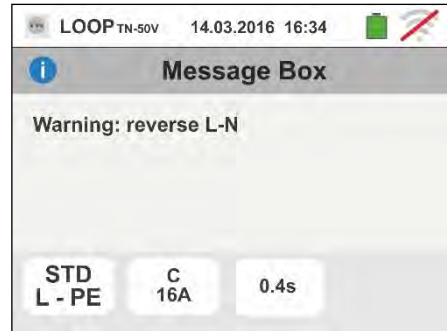 LOOP TN-50V 14.03.2016 16:34
Message Box
Warning: reverse L-N
STD
L - PE
C
16A
0.4s